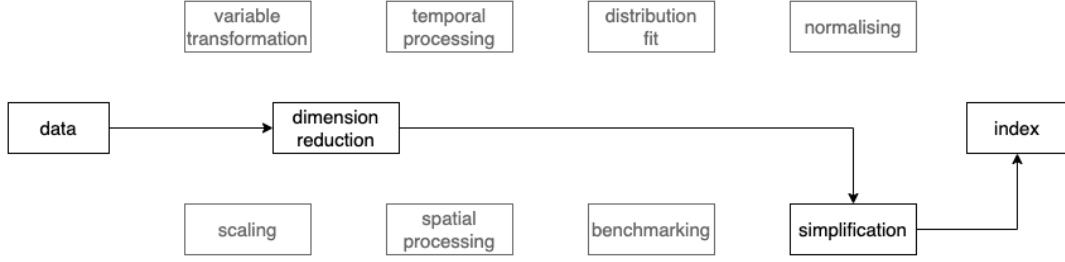 variable
transformation
temporal
processing
distribution
fit
normalising
data
dimension
reduction
index
scaling
spatial
processing
benchmarking
simplification